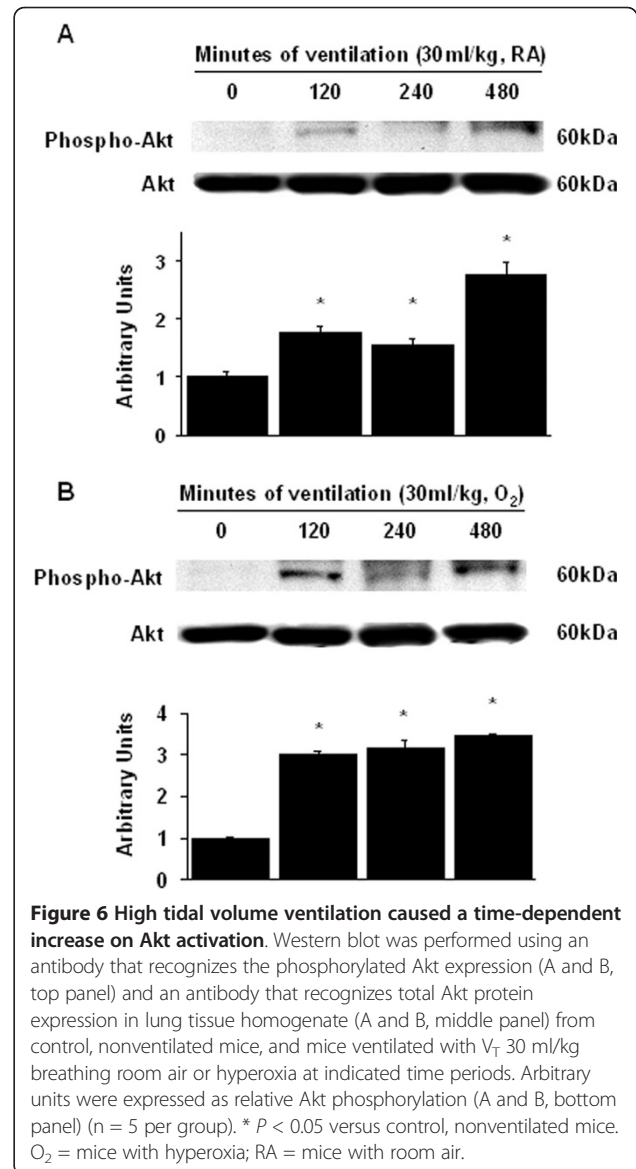 A
Minutes of ventilation (30ml/kg, RA)
0 120 240 480
Phospho-Akt 60kDa
Akt 60kDa
Arbitrary Units
3
2
1
0
* * *
B
Minutes of ventilation (30ml/kg, O₂)
0 120 240 480
Phospho-Akt 60kDa
Akt 60kDa
Arbitrary Units
4
3
2
1
0
* * *
Figure 6 High tidal volume ventilation caused a time-dependent
increase on Akt activation. Western blot was performed using an
antibody that recognizes the phosphorylated Akt expression (A and B,
top panel) and an antibody that recognizes total Akt protein
expression in lung tissue homogenate (A and B, middle panel) from
control, nonventilated mice, and mice ventilated with V_T 30 ml/kg
breathing room air or hyperoxia at indicated time periods. Arbitrary
units were expressed as relative Akt phosphorylation (A and B, bottom
panel) (n = 5 per group). * P < 0.05 versus control, nonventilated mice.
O₂ = mice with hyperoxia; RA = mice with room air.